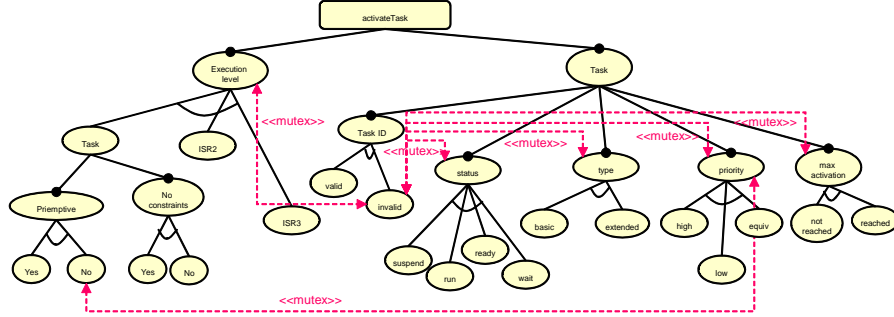 activateTask
Execution
level
Task
<<mutex>>
<<mutex>>
Task ID
Task
ISR2
<<mutex>>
<<mutex>>
<<mutex>>
status
type
priority
max
activation
valid
Priemptive
No
constraints
invalid
ISR3
basic
extended
high
equiv
not
reached
reached
suspend
ready
Yes
No
Yes
No
run
wait
low
<<mutex>>